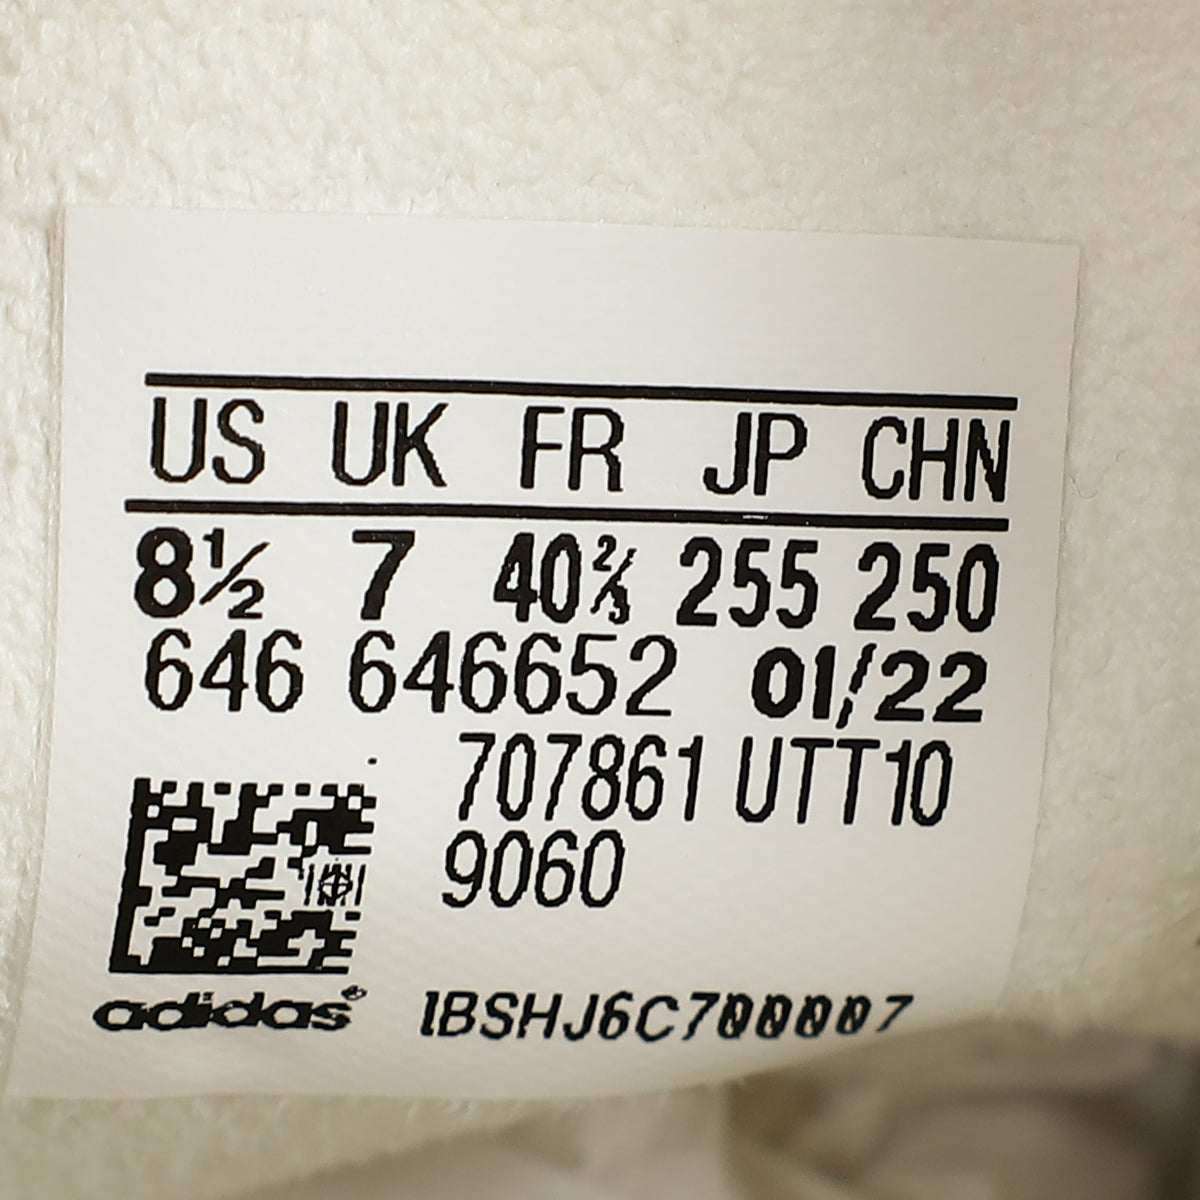 US UK FR JP CHN
8½ 7 40⅔ 255 250
646 646652 01/22
707861 UTT10
9060
adidas®
1BSHJ6C700007